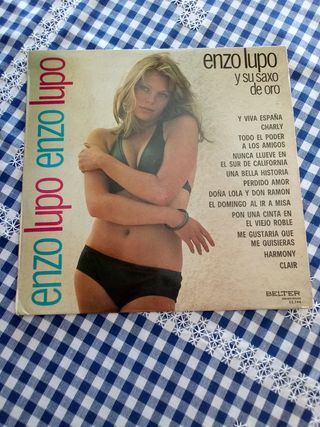 enzo lupo enzo lupo
enzo lupo
y su saxo
de oro
Y VIVA ESPAÑA
CHARLY
TODO EL PODER
A LOS AMIGOS
NUNCA LLUEVE EN
EL SUR DE CALIFORNIA
UNA BELLA HISTORIA
PERDIDO AMOR
DOÑA LOLA Y DON RAMON
EL DOMINGO AL IR A MISA
PON UNA CINTA EN
EL VIEJO ROBLE
ME GUSTARIA QUE
ME QUISIERAS
HARMONY
CLAIR
BELTER